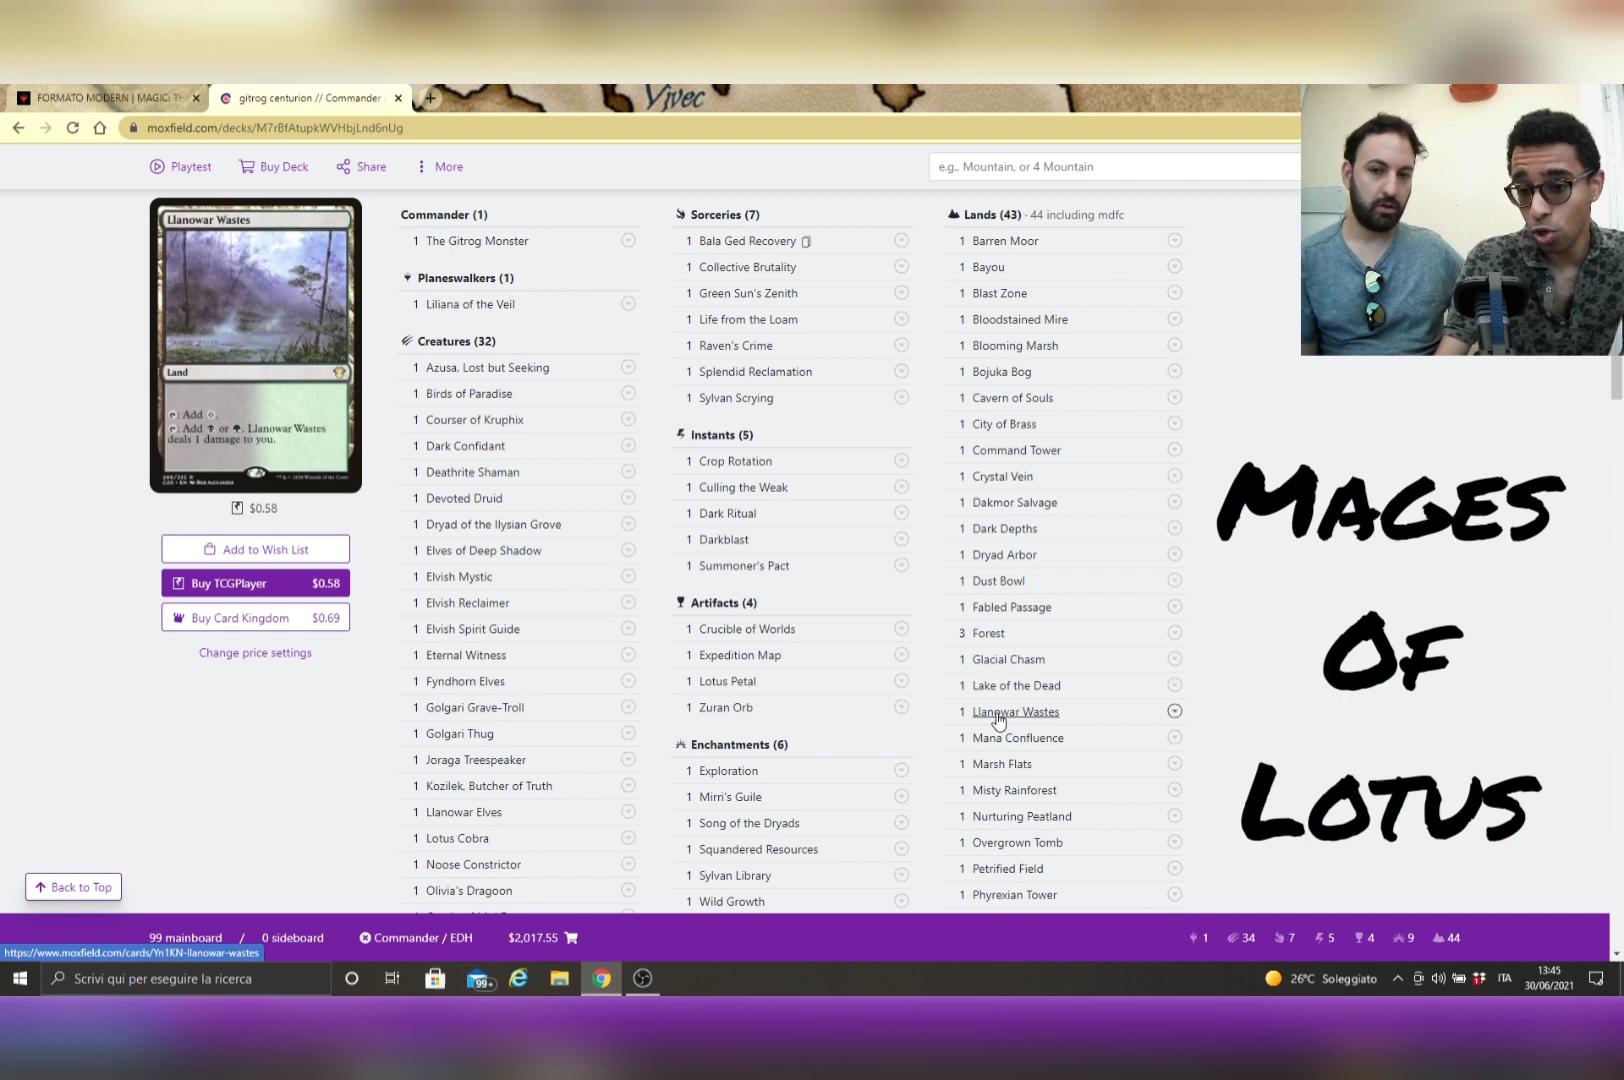 Vivec
FORMATO MODERN | MAGICi TH
gitrog centurion // Commander
moxfield.com/decks/M7rBfAtupkWVHbjLnd6nUg
Playtest
Buy Deck
Share
More
e.g., Mountain, or 4 Mountain
Llanowar Wastes
Land
: Add
: Add or . Llanowar Wastes
deals 1 damage to you.
$0.58
Add to Wish List
Buy TCGPlayer $0.58
Buy Card Kingdom $0.69
Change price settings
Back to Top
Commander (1)
1 The Gitrog Monster
Planeswalkers (1)
1 Liliana of the Veil
Creatures (32)
1 Azusa, Lost but Seeking
1 Birds of Paradise
1 Courser of Kruphix
1 Dark Confidant
1 Deathrite Shaman
1 Devoted Druid
1 Dryad of the Ilysian Grove
1 Elves of Deep Shadow
1 Elvish Mystic
1 Elvish Reclaimer
1 Elvish Spirit Guide
1 Eternal Witness
1 Fyndhorn Elves
1 Golgari Grave-Troll
1 Golgari Thug
1 Joraga Treespeaker
1 Kozilek, Butcher of Truth
1 Llanowar Elves
1 Lotus Cobra
1 Noose Constrictor
1 Olivia's Dragoon
Sorceries (7)
1 Bala Ged Recovery
1 Collective Brutality
1 Green Sun's Zenith
1 Life from the Loam
1 Raven's Crime
1 Splendid Reclamation
1 Sylvan Scrying
Instants (5)
1 Crop Rotation
1 Culling the Weak
1 Dark Ritual
1 Darkblast
1 Summoner's Pact
Artifacts (4)
1 Crucible of Worlds
1 Expedition Map
1 Lotus Petal
1 Zuran Orb
Enchantments (6)
1 Exploration
1 Mirri's Guile
1 Song of the Dryads
1 Squandered Resources
1 Sylvan Library
1 Wild Growth
Lands (43) · 44 including mdfc
1 Barren Moor
1 Bayou
1 Blast Zone
1 Bloodstained Mire
1 Blooming Marsh
1 Bojuka Bog
1 Cavern of Souls
1 City of Brass
1 Command Tower
1 Crystal Vein
1 Dakmor Salvage
1 Dark Depths
1 Dryad Arbor
1 Dust Bowl
1 Fabled Passage
3 Forest
1 Glacial Chasm
1 Lake of the Dead
1 Llanowar Wastes
1 Mana Confluence
1 Marsh Flats
1 Misty Rainforest
1 Nurturing Peatland
1 Overgrown Tomb
1 Petrified Field
1 Phyrexian Tower
Mages
Of
Lotus
99 mainboard / 0 sideboard
Commander / EDH
$2,017.55
1 34 7 5 4 9 44
https://www.moxfield.com/cards/Yn1KN-llanowar-wastes
Scrivi qui per eseguire la ricerca
99+
26°C Soleggiato
ITA
13:45
30/06/2021